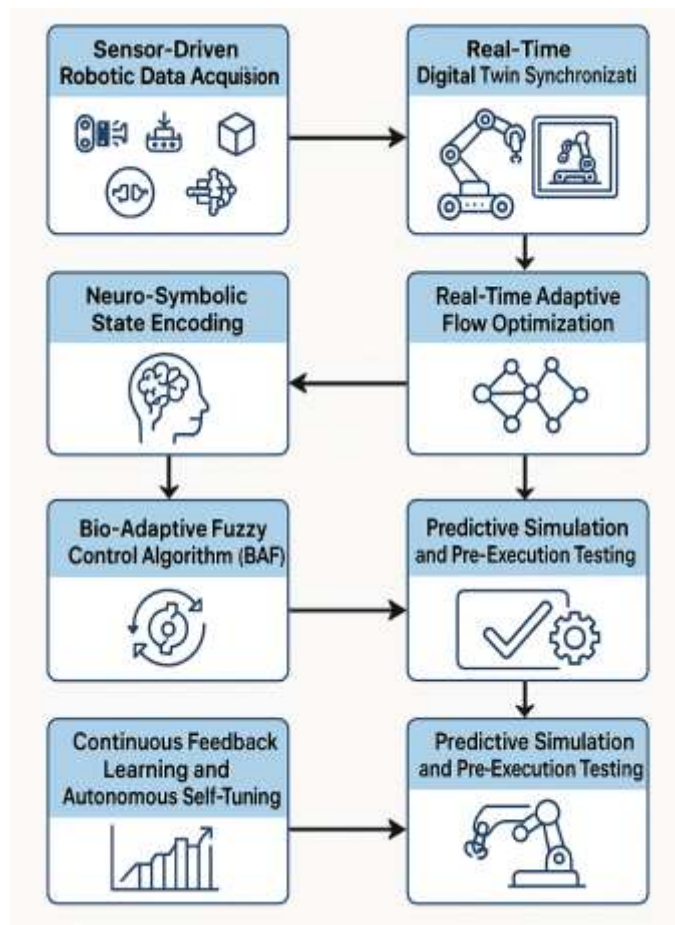 Sensor-Driven
Robotic Data Acquision
Real-Time
Digital Twin Synchronizati
Neuro-Symbolic
State Encoding
Real-Time Adaptive
Flow Optimization
Bio-Adaptive Fuzzy
Control Algorithm (BAF)
Predictive Simulation
and Pre-Execution Testing
Continuous Feedback
Learning and
Autonomous Self-Tuning
Predictive Simulation
and Pre-Execution Testing